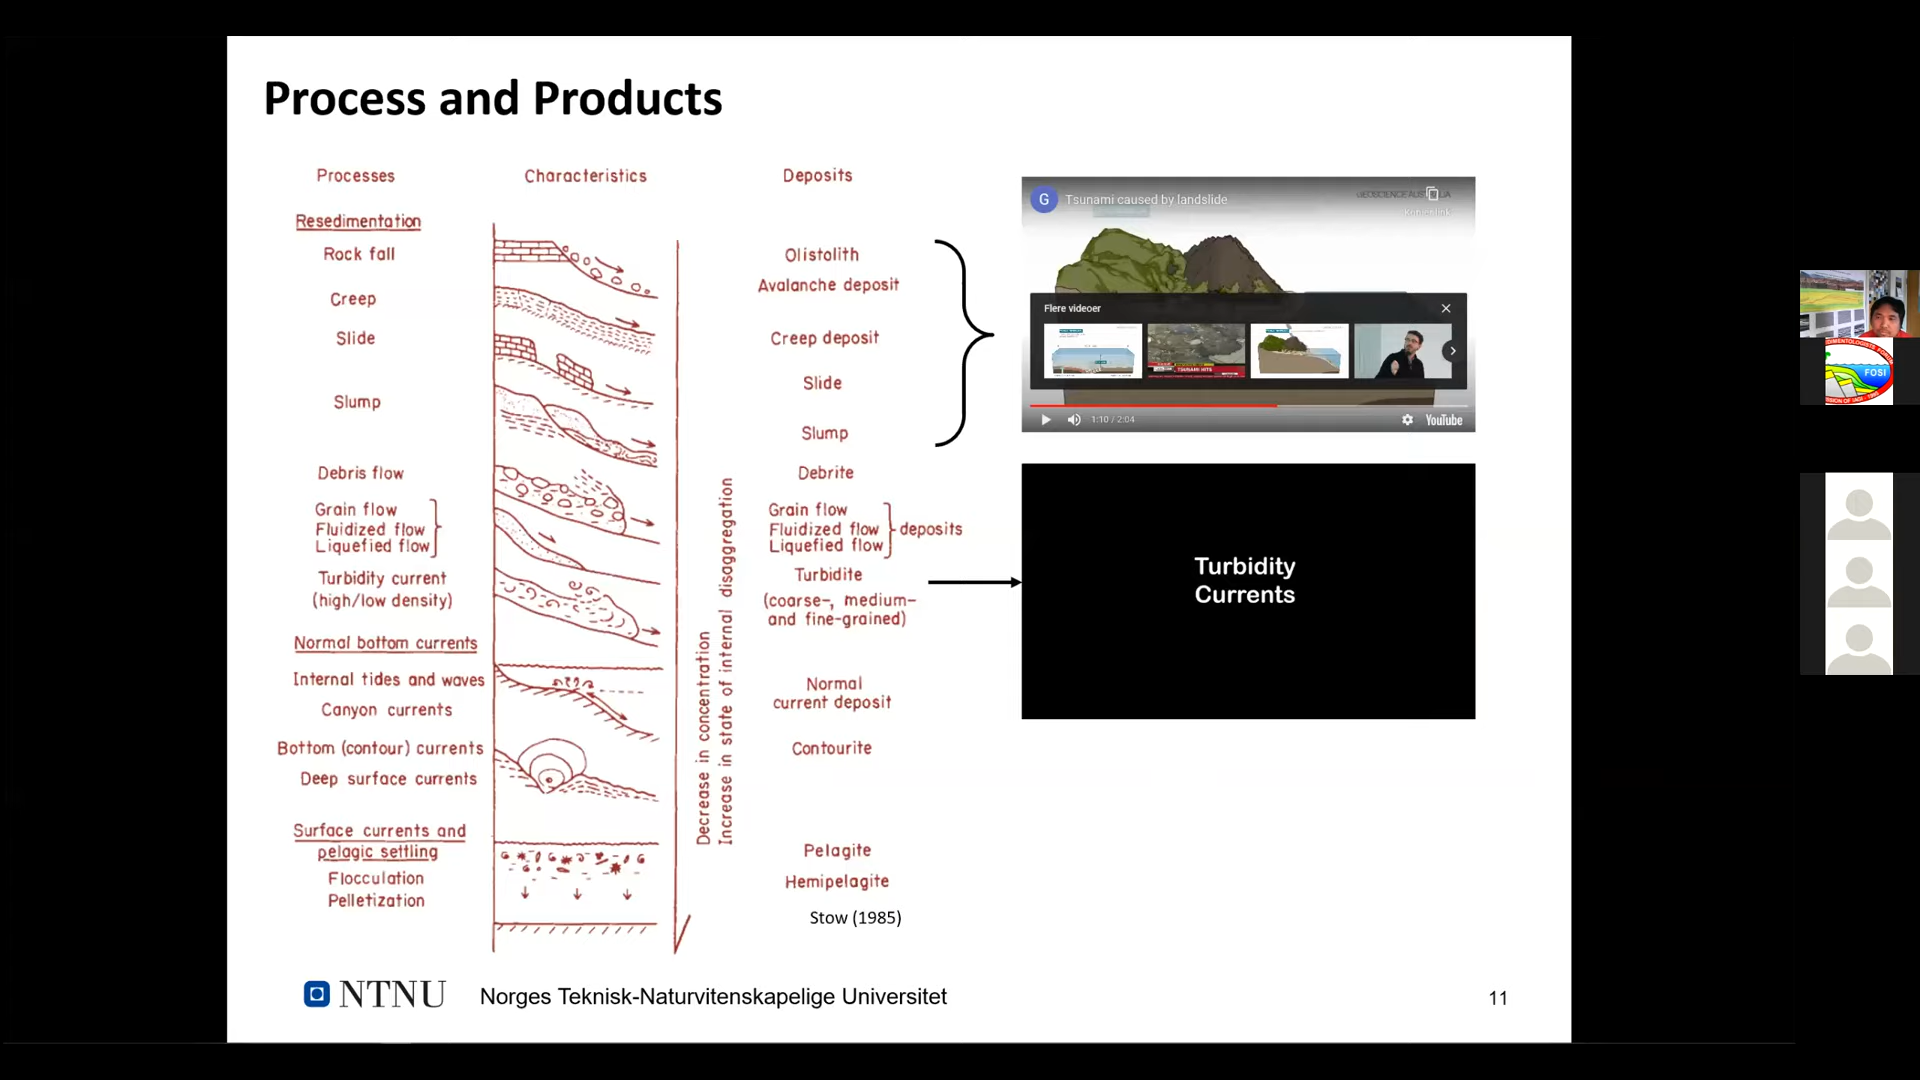 Process and Products
Processes
Characteristics
Deposits
Resedimentation
Rock fall
Creep
Slide
Slump
Debris flow
Grain flow
Fluidized flow
Liquefied flow
Turbidity current
(high/low density)
Normal bottom currents
Internal tides and waves
Canyon currents
Bottom (contour) currents
Deep surface currents
Surface currents and
pelagic settling
Flocculation
Pelletization
Decrease in concentration
Increase in state of internal disaggregation
Olistolith
Avalanche deposit
Creep deposit
Slide
Slump
Debrite
Grain flow
Fluidized flow
Liquefied flow
deposits
Turbidite
(coarse-, medium-
and fine-grained)
Normal
current deposit
Contourite
Pelagite
Hemipelagite
Stow (1985)
G
Tsunami caused by landslide
Kopier link
Flere videoer
TSUNAMI HITS
1:10 / 2:04
YouTube
Turbidity
Currents
NTNU
Norges Teknisk-Naturvitenskapelige Universitet
11
FOSI